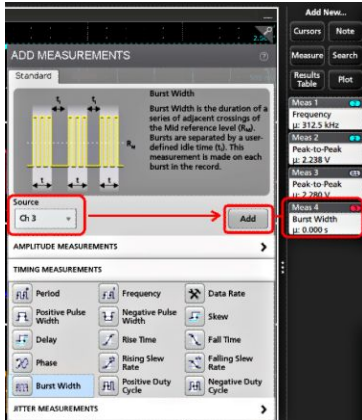 Add New...
Cursors Note
Measure Search
Results Table Plot
ADD MEASUREMENTS
Standard
Burst Width
Burst Width is the duration of a
series of adjacent crossings of
the Mid reference level (RM).
Bursts are separated by a user-
defined idle time (tI). This
measurement is made on each
burst in the record.
Source
Ch 3
Add
AMPLITUDE MEASUREMENTS
TIMING MEASUREMENTS
Period Frequency Data Rate
Positive Pulse Width Negative Pulse Width Skew
Delay Rise Time Fall Time
Phase Rising Slew Rate Falling Slew Rate
Burst Width Positive Duty Cycle Negative Duty Cycle
JITTER MEASUREMENTS
Meas 1
Frequency
μ: 312.5 kHz
Meas 2
Peak-to-Peak
μ: 2.238 V
Meas 3
Peak-to-Peak
μ: 2.280 V
Meas 4
Burst Width
μ: 0.000 s